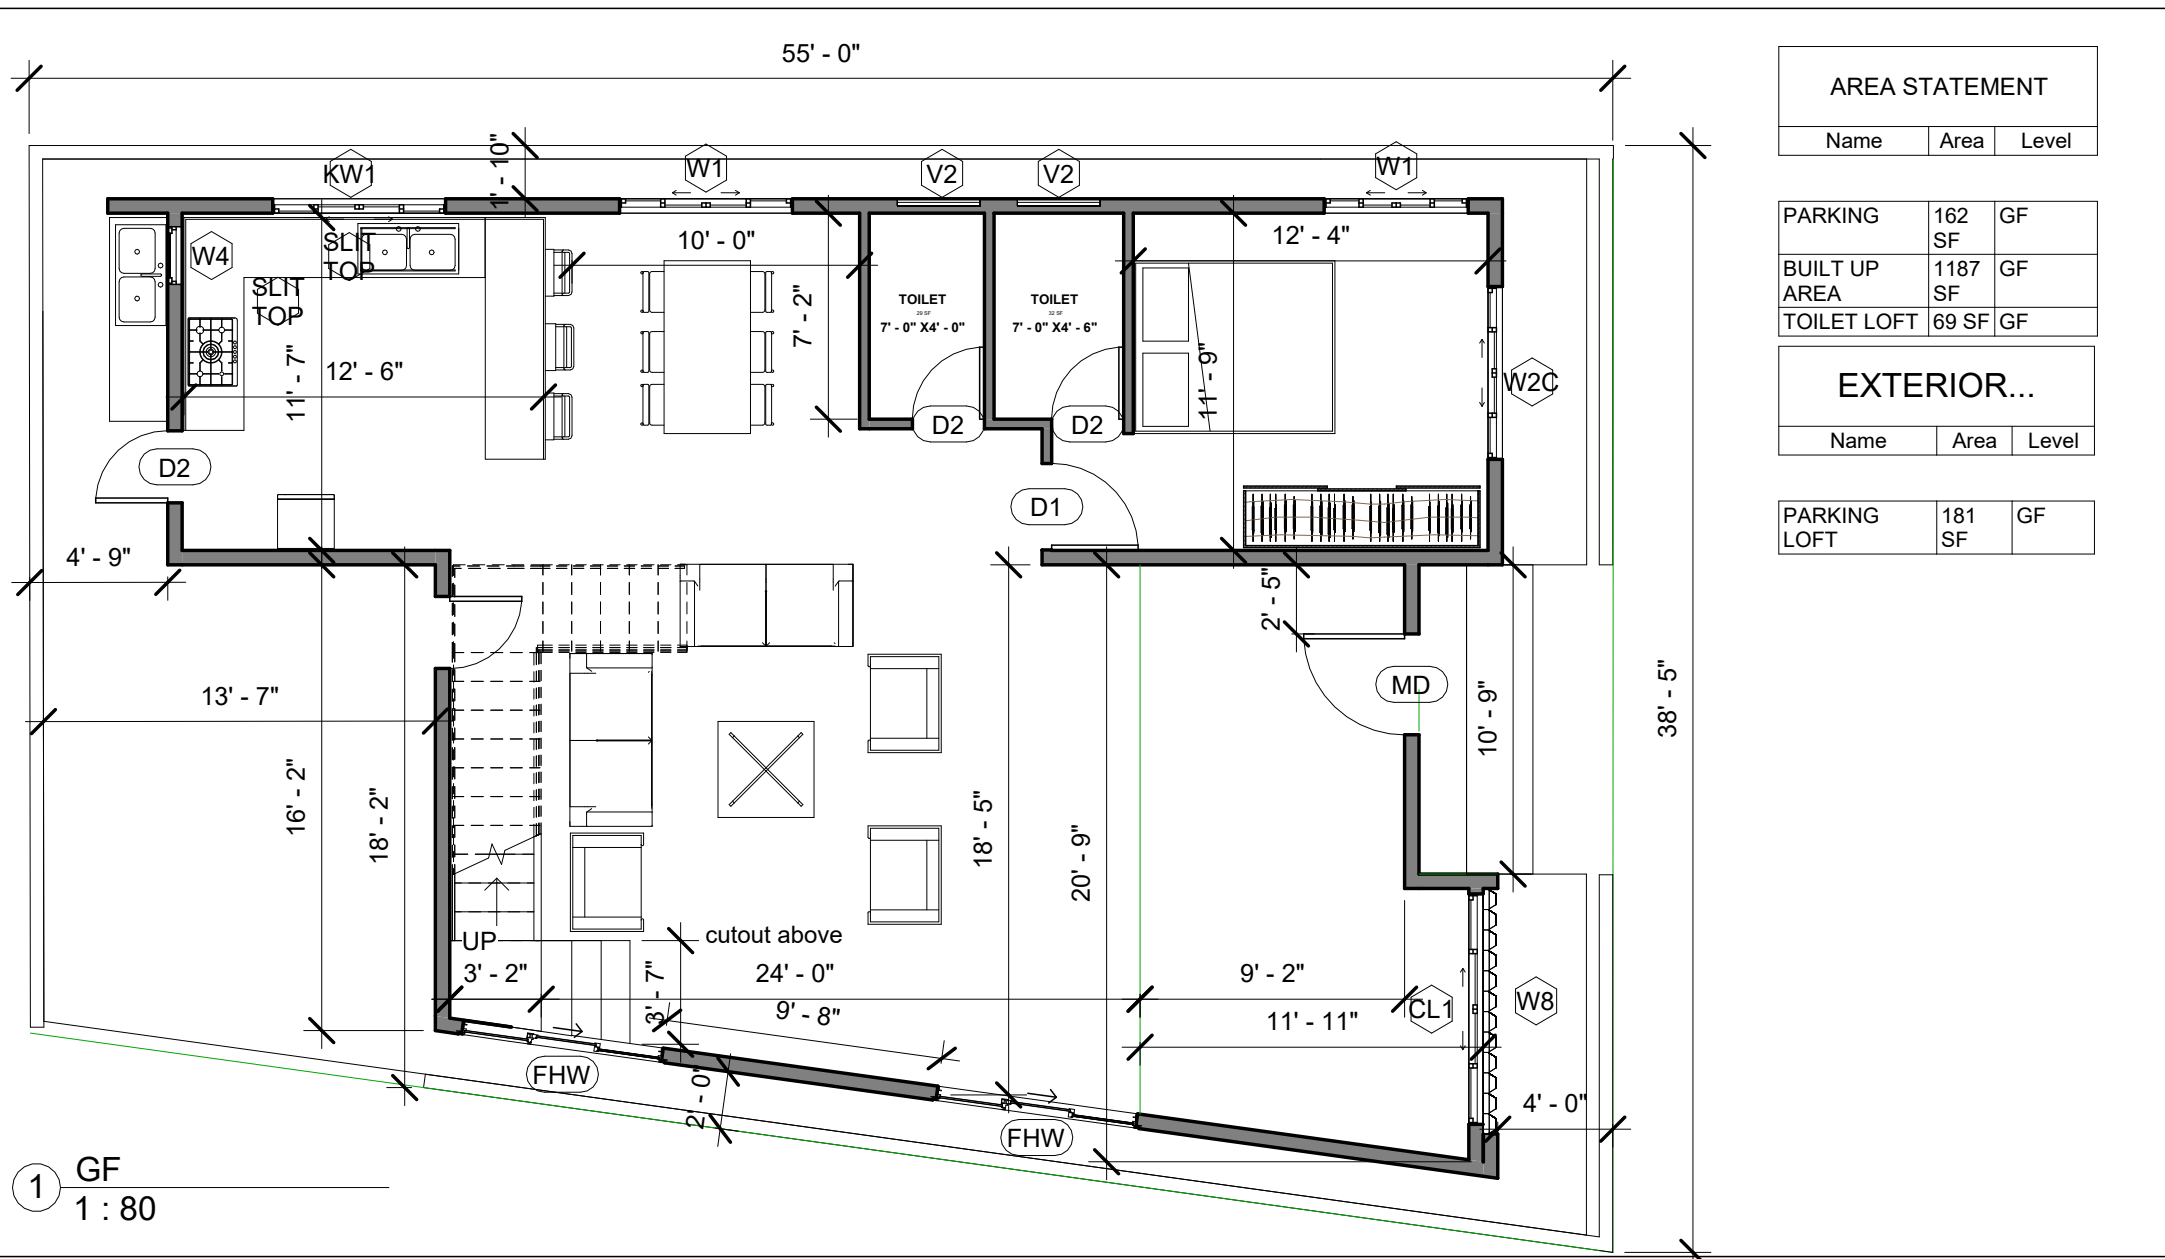 55' - 0"
AREA STATEMENT
Name Area Level
PARKING 162 GF
SF
BUILT UP 1187 GF
AREA SF
TOILET LOFT 69 SF GF
EXTERIOR...
Name Area Level
PARKING 181 GF
LOFT SF
1' - 10"
KW1
W1
V2
V2
W1
W4
SLIT
TOP
SLIT
TOP
10' - 0"
12' - 4"
7' - 2"
TOILET
29 SF
7' - 0" X4' - 0"
TOILET
32 SF
7' - 0" X4' - 6"
11' - 7"
12' - 6"
11' - 9"
W2C
D2
D2
D2
D1
4' - 9"
2' - 5"
MD
13' - 7"
10' - 9"
38' - 5"
16' - 2"
18' - 2"
18' - 5"
20' - 9"
UP
cutout above
3' - 2"
3' - 7"
24' - 0"
9' - 8"
9' - 2"
11' - 11"
CL1
W8
FHW
2' - 0"
FHW
4' - 0"
1
GF
1 : 80